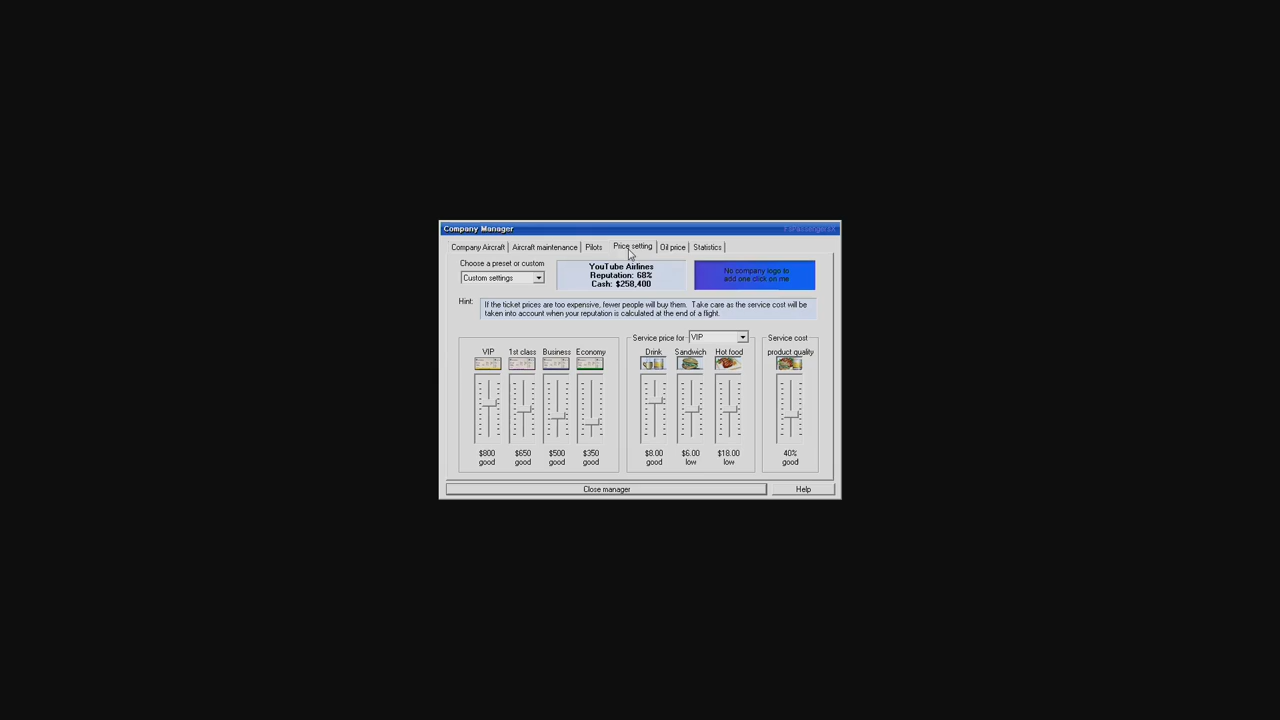 Company Manager
FsPassengersX
Company Aircraft
Aircraft maintenance
Pilots
Price setting
Oil price
Statistics
Choose a preset or custom
Custom settings
YouTube Airlines
Reputation: 68%
Cash: $258,400
No company logo to
add one click on me
Hint:
If the ticket prices are too expensive, fewer people will buy them. Take care as the service cost will be
taken into account when your reputation is calculated at the end of a flight.
VIP
1st class
Business
Economy
$800
good
$650
good
$500
good
$350
good
Service price for
VIP
Drink
Sandwich
Hot food
$8.00
good
$6.00
low
$18.00
low
Service cost
product quality
40%
good
Close manager
Help